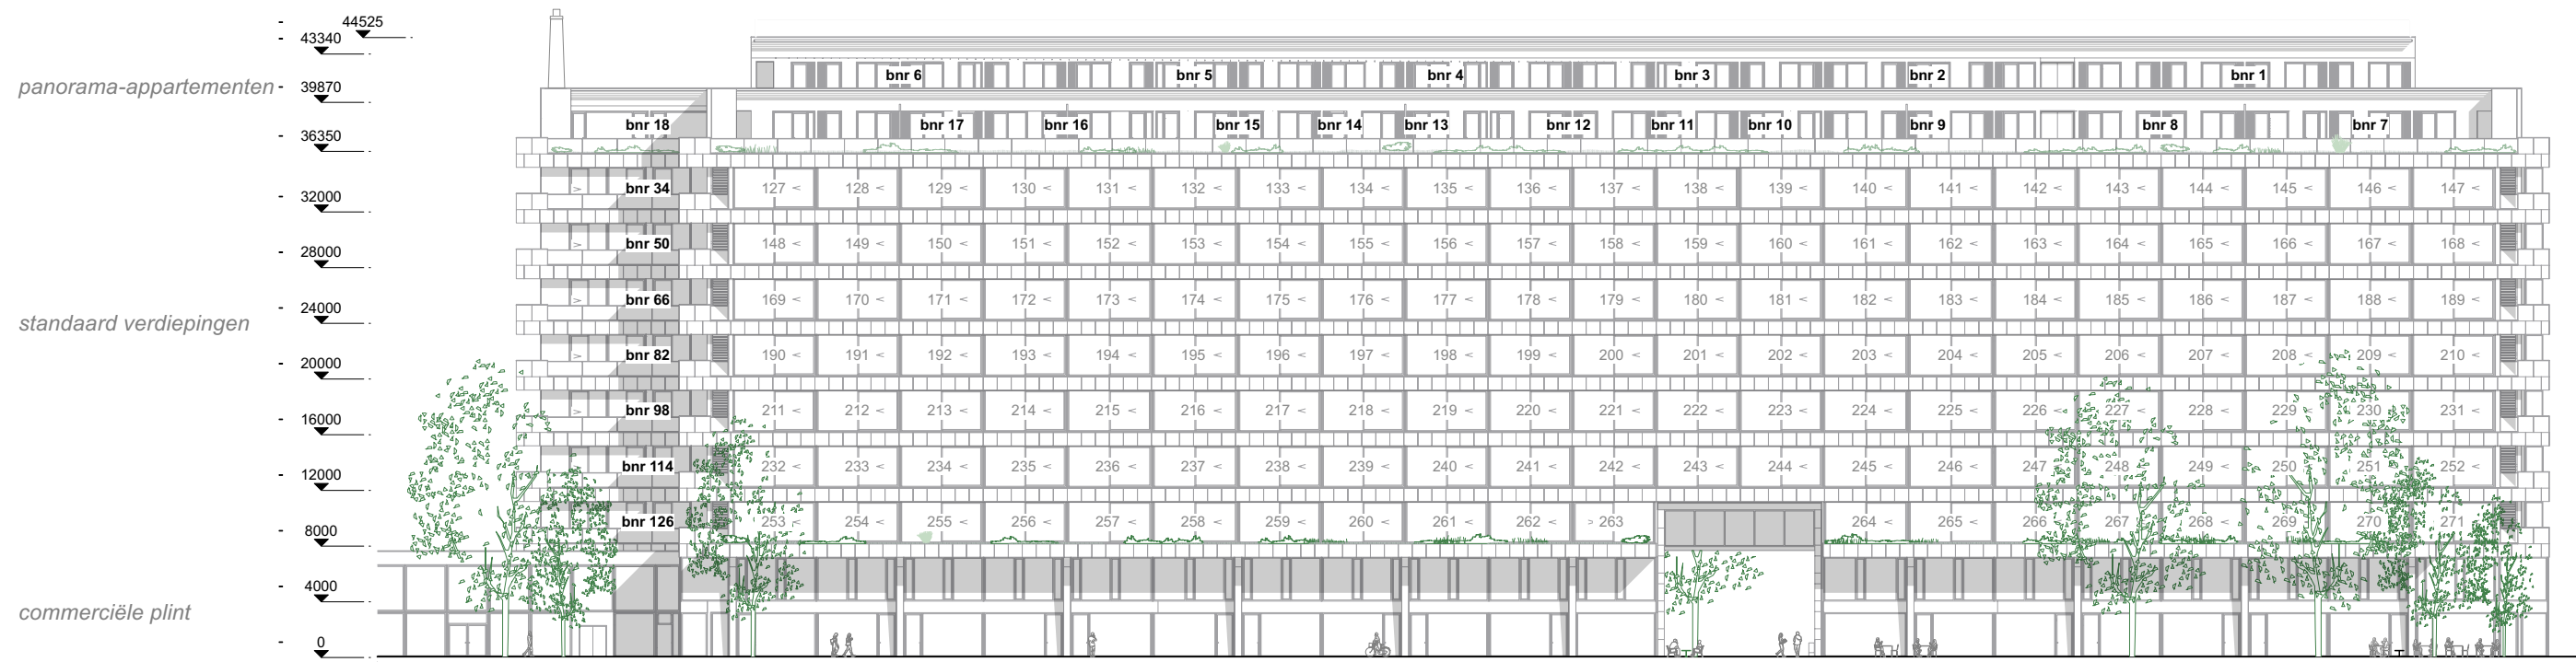 44525
43340
bnr 6 bnr 5 bnr 4 bnr 3 bnr 2 bnr 1
panorama-appartementen
39870
bnr 18 bnr 17 bnr 16 bnr 15 bnr 14 bnr 13 bnr 12 bnr 11 bnr 10 bnr 9 bnr 8 bnr 7
36350
> bnr 34 127 < 128 < 129 < 130 < 131 < 132 < 133 < 134 < 135 < 136 < 137 < 138 < 139 < 140 < 141 < 142 < 143 < 144 < 145 < 146 < 147 <
32000
> bnr 50 148 < 149 < 150 < 151 < 152 < 153 < 154 < 155 < 156 < 157 < 158 < 159 < 160 < 161 < 162 < 163 < 164 < 165 < 166 < 167 < 168 <
28000
> bnr 66 169 < 170 < 171 < 172 < 173 < 174 < 175 < 176 < 177 < 178 < 179 < 180 < 181 < 182 < 183 < 184 < 185 < 186 < 187 < 188 < 189 <
24000
standaard verdiepingen
> bnr 82 190 < 191 < 192 < 193 < 194 < 195 < 196 < 197 < 198 < 199 < 200 < 201 < 202 < 203 < 204 < 205 < 206 < 207 < 208 < 209 < 210 <
20000
> bnr 98 211 < 212 < 213 < 214 < 215 < 216 < 217 < 218 < 219 < 220 < 221 < 222 < 223 < 224 < 225 < 226 < 227 < 228 < 229 < 230 < 231 <
16000
bnr 114 232 < 233 < 234 < 235 < 236 < 237 < 238 < 239 < 240 < 241 < 242 < 243 < 244 < 245 < 246 < 247 < 248 < 249 < 250 < 251 < 252 <
12000
bnr 126 253 < 254 < 255 < 256 < 257 < 258 < 259 < 260 < 261 < 262 < > 263 264 < 265 < 266 < 267 < 268 < 269 < 270 < 271 <
8000
4000
commerciële plint
0